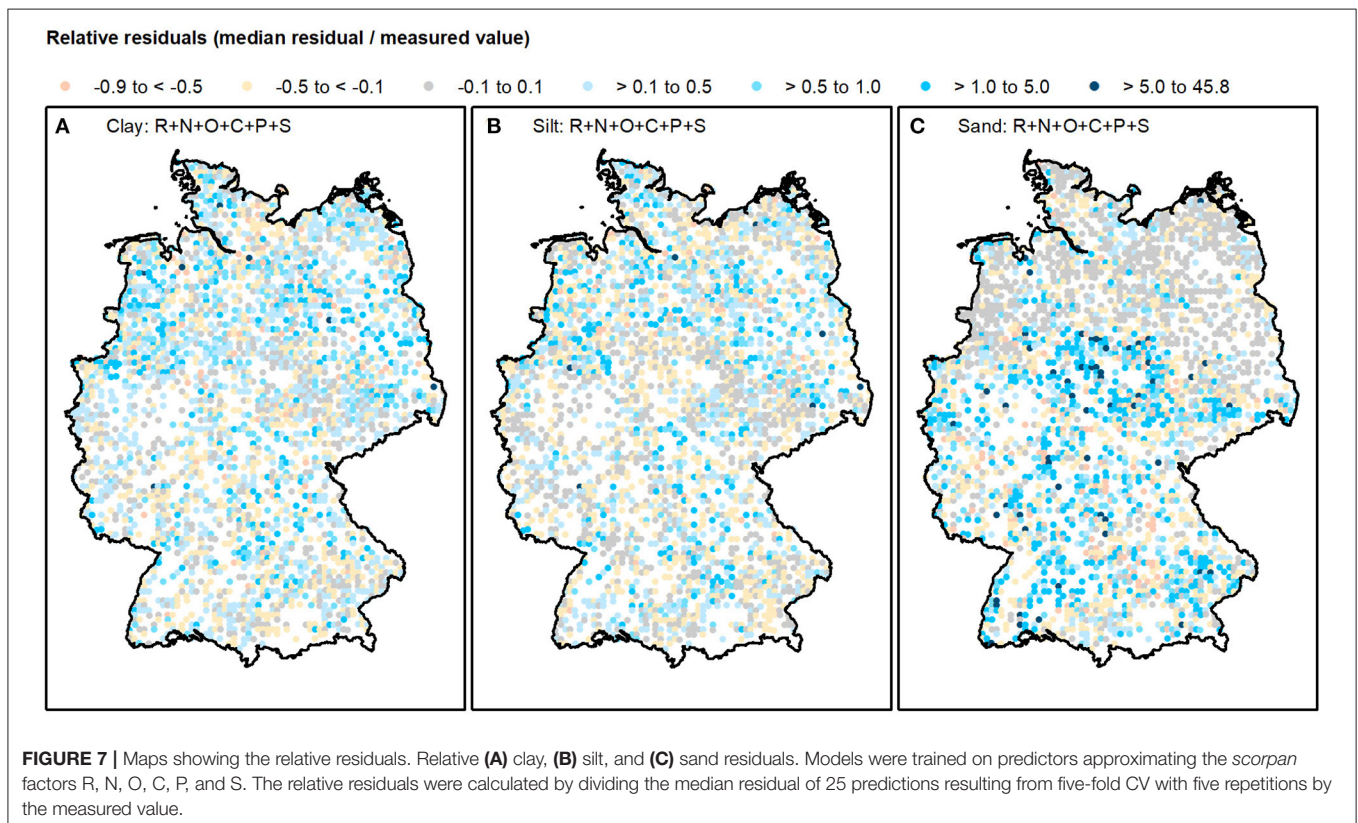 Relative residuals (median residual / measured value)
-0.9 to < -0.5 -0.5 to < -0.1 -0.1 to 0.1 > 0.1 to 0.5 > 0.5 to 1.0 > 1.0 to 5.0 > 5.0 to 45.8
A Clay: R+N+O+C+P+S
B Silt: R+N+O+C+P+S
C Sand: R+N+O+C+P+S
FIGURE 7 | Maps showing the relative residuals. Relative (A) clay, (B) silt, and (C) sand residuals. Models were trained on predictors approximating the scorpan
factors R, N, O, C, P, and S. The relative residuals were calculated by dividing the median residual of 25 predictions resulting from five-fold CV with five repetitions by
the measured value.